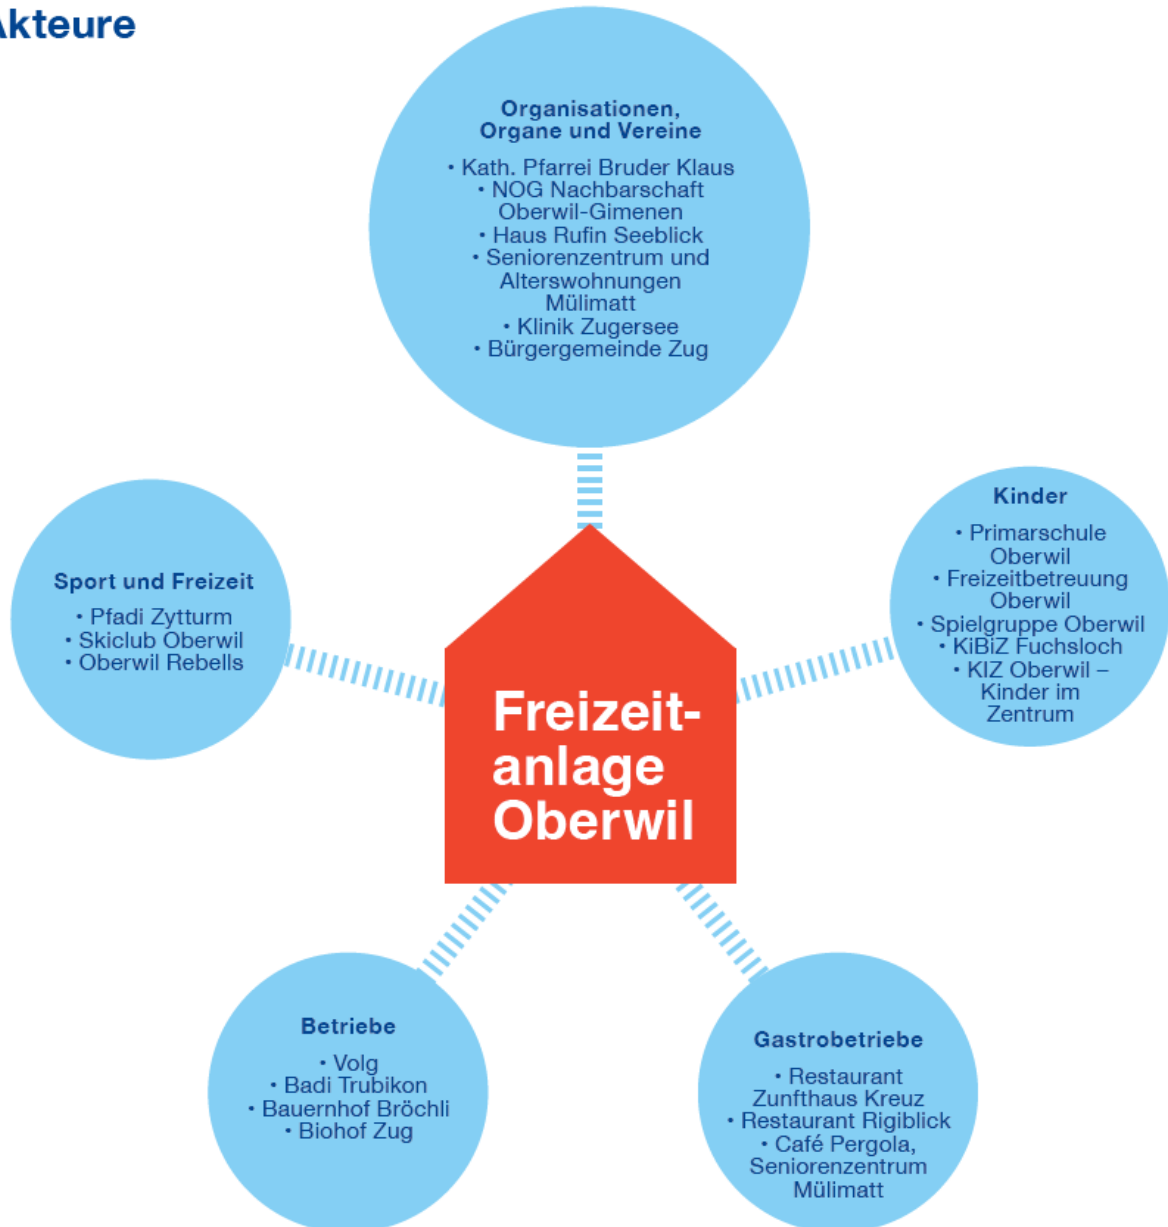 Akteure
Organisationen,
Organe und Vereine
• Kath. Pfarrei Bruder Klaus
• NOG Nachbarschaft
Oberwil-Gimenen
• Haus Rufin Seeblick
• Seniorenzentrum und
Alterswohnungen
Mülimatt
• Klinik Zugersee
• Bürgergemeinde Zug
Sport und Freizeit
• Pfadi Zytturm
• Skiclub Oberwil
• Oberwil Rebells
Kinder
• Primarschule
Oberwil
• Freizeitbetreuung
Oberwil
• Spielgruppe Oberwil
• KiBiZ Fuchsloch
• KIZ Oberwil –
Kinder im
Zentrum
Freizeit-
anlage
Oberwil
Betriebe
• Volg
• Badi Trubikon
• Bauernhof Bröchli
• Biohof Zug
Gastrobetriebe
• Restaurant
Zunfthaus Kreuz
• Restaurant Rigiblick
• Café Pergola,
Seniorenzentrum
Mülimatt